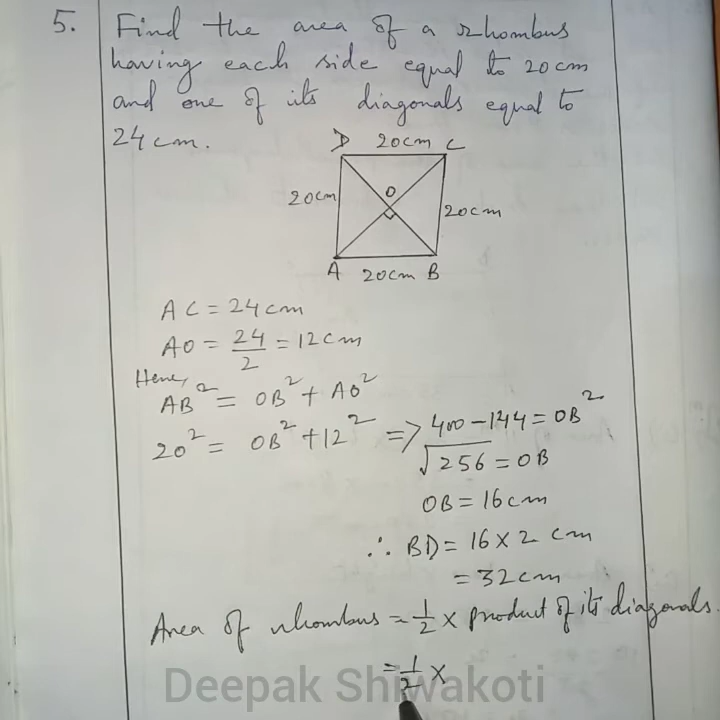 5. Find the area of a rhombus
having each side equal to 20cm
and one of its diagonals equal to
24cm.
D 20cm C
20cm O 20cm
A 20cm B
AC = 24cm
AO = 24/2 = 12cm
Hence,
AB² = OB² + AO²
20² = OB² + 12² => 400 - 144 = OB²
√256 = OB
OB = 16cm
∴ BD = 16 × 2 cm
= 32cm
Area of rhombus = 1/2 × product of its diagonals.
= 1/2 ×
Deepak Shiwakoti